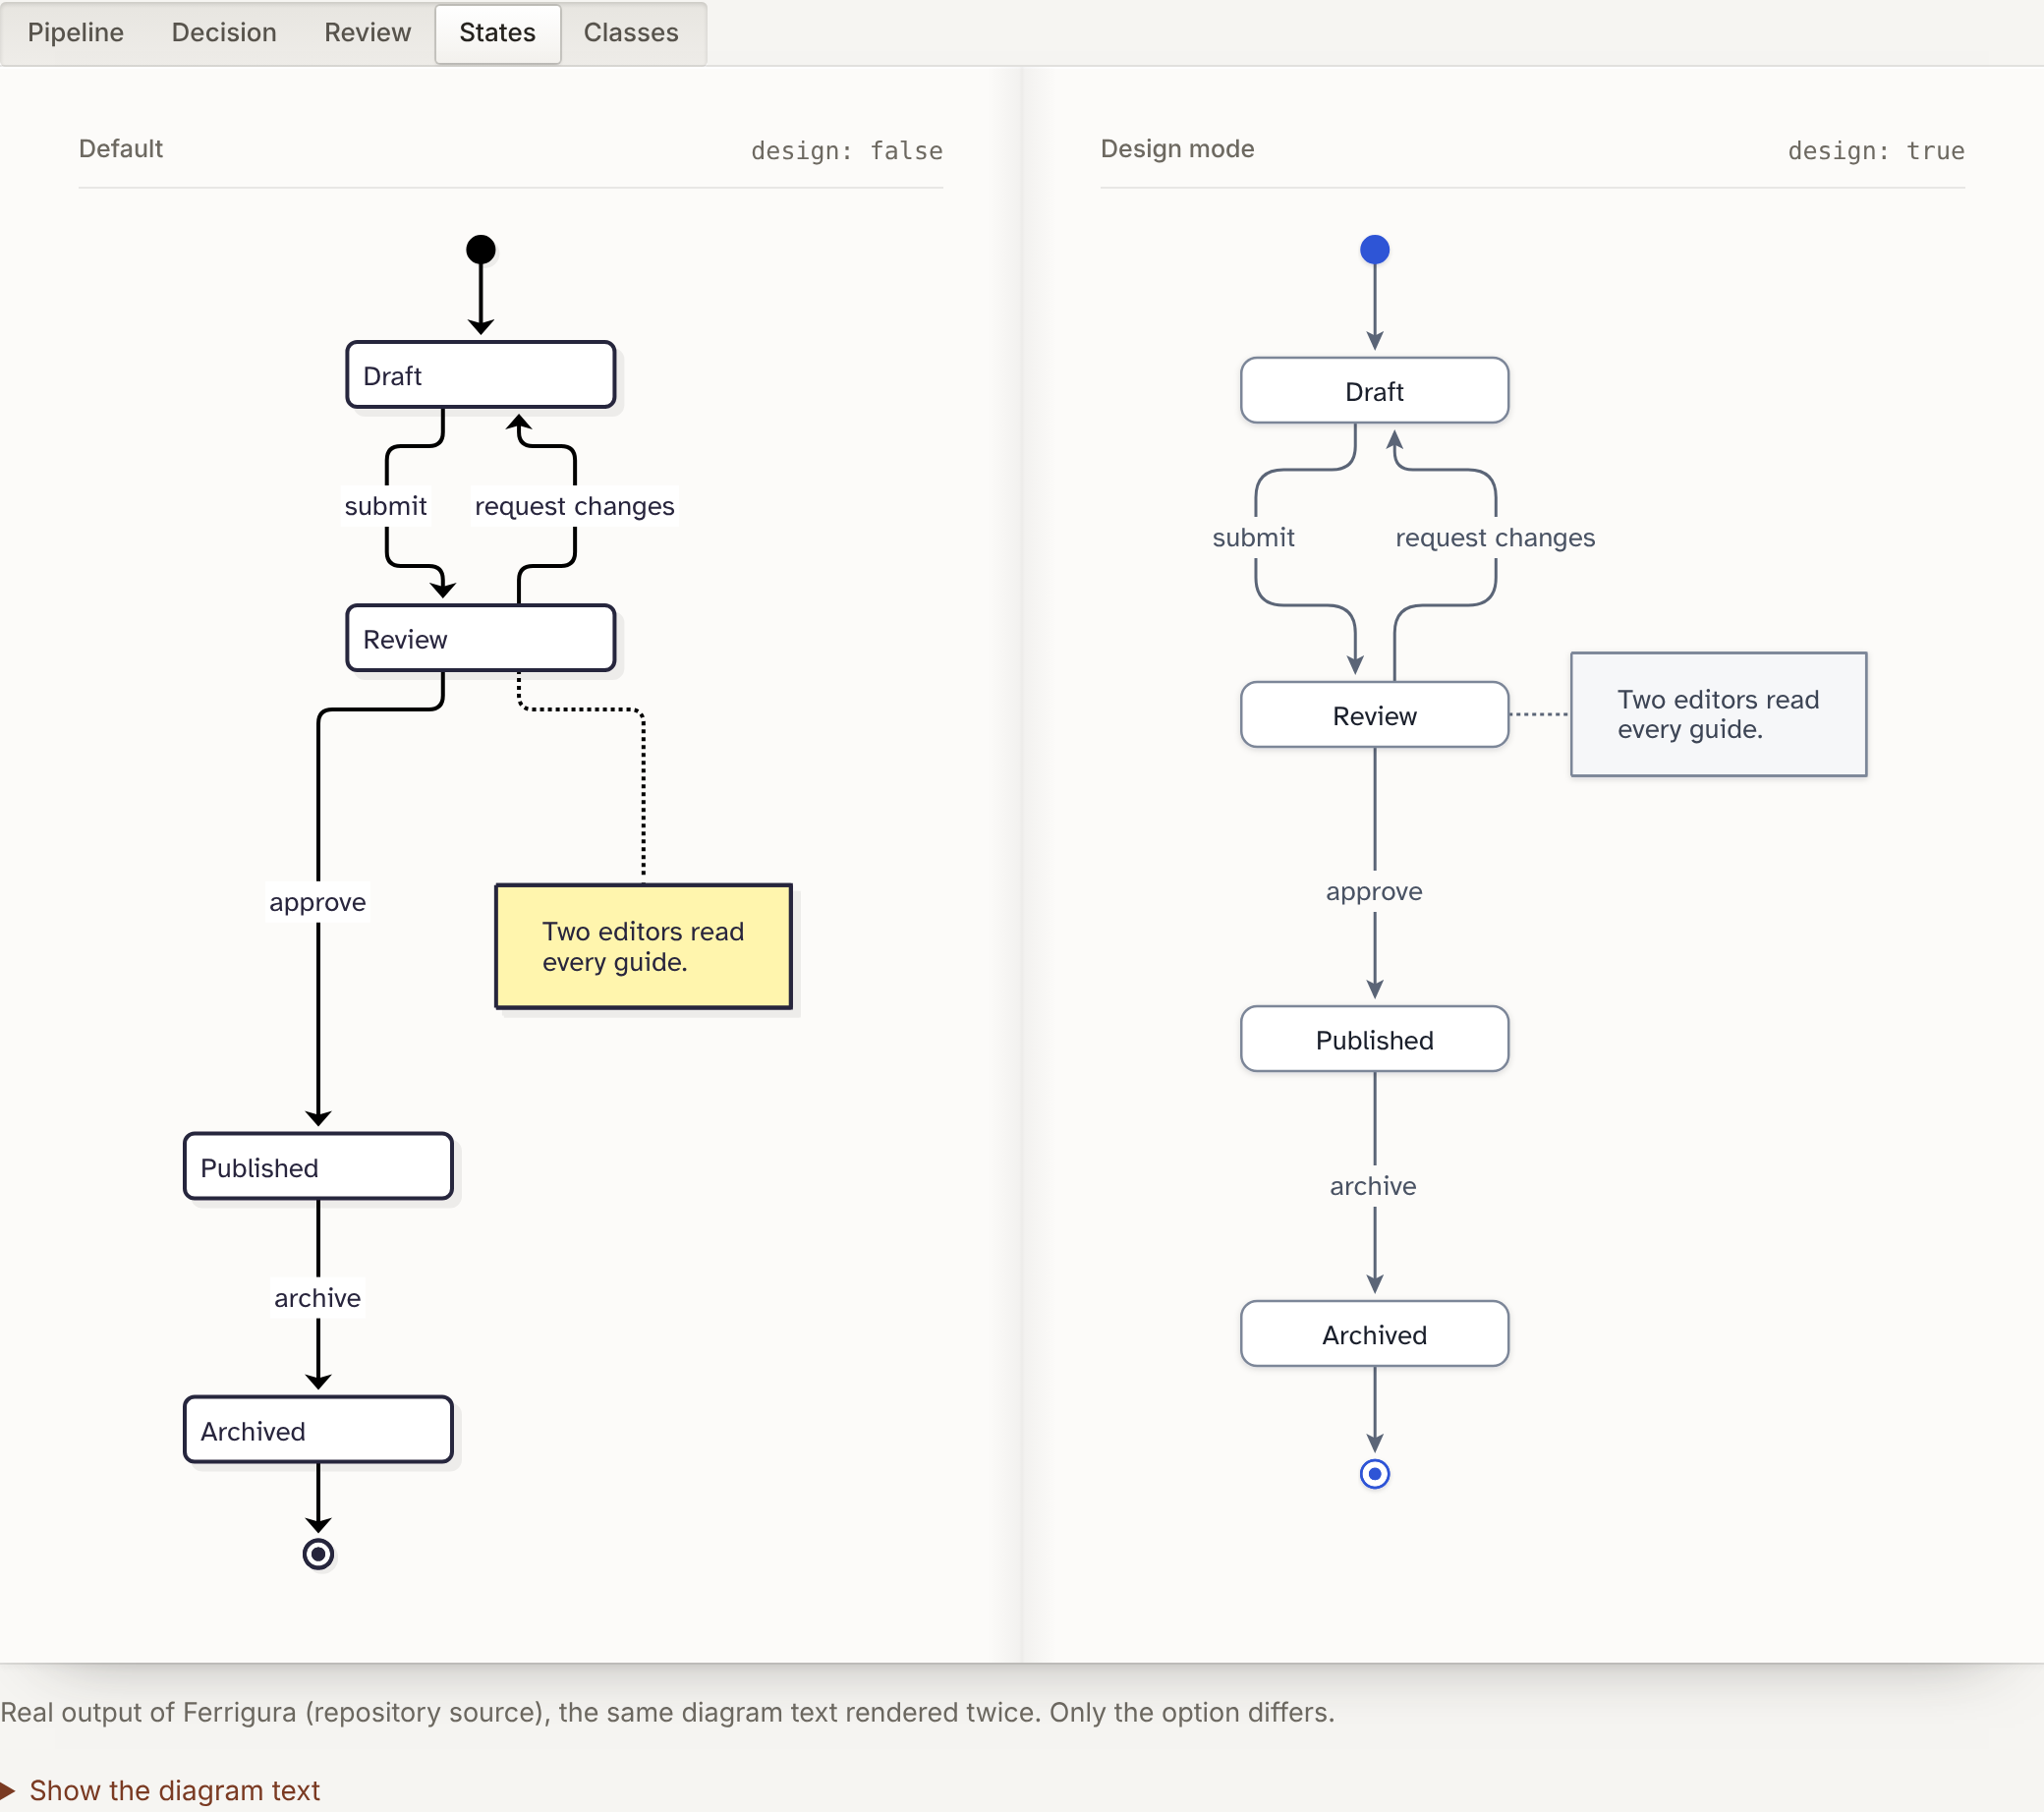 Pipeline
Decision
Review
States
Classes
Default
design: false
Draft
submit
request changes
Review
approve
Two editors read
every guide.
Published
archive
Archived
Design mode
design: true
Draft
submit
request changes
Review
Two editors read
every guide.
approve
Published
archive
Archived
Real output of Ferrigura (repository source), the same diagram text rendered twice. Only the option differs.
Show the diagram text